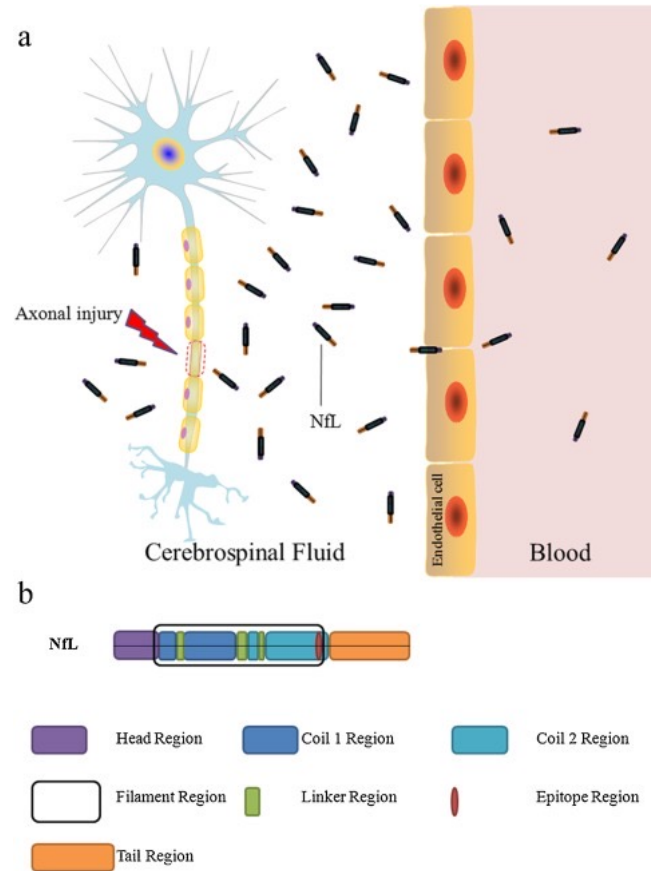 a
Axonal injury
NfL
Endothelial cell
Cerebrospinal Fluid
Blood
b
NfL
Head Region
Coil 1 Region
Coil 2 Region
Filament Region
Linker Region
Epitope Region
Tail Region